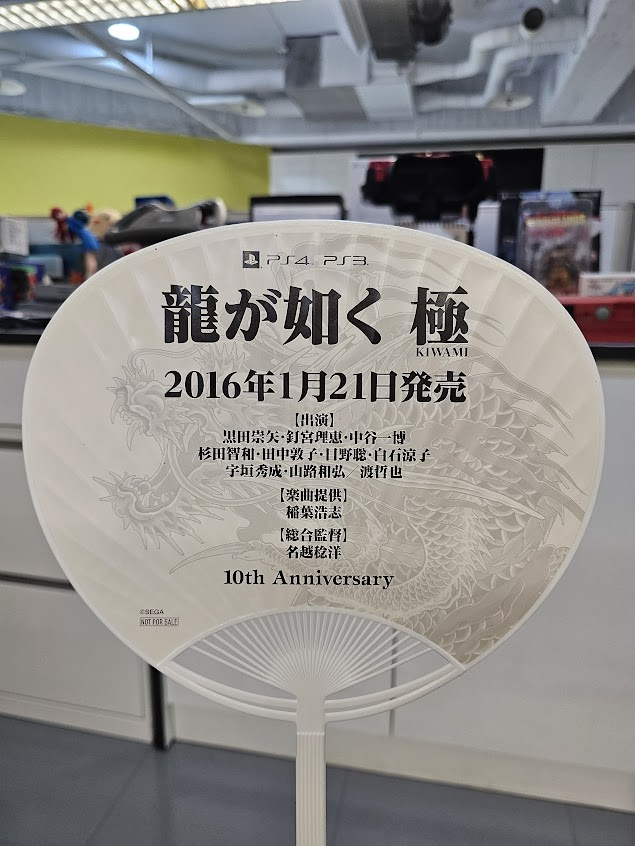 PS4 PS3
龍が如く 極
KIWAMI
2016年1月21日発売
【出演】
黒田崇矢・釘宮理恵・中谷一博
杉田智和・田中敦子・日野聡・白石涼子
宇垣秀成・山路和弘／渡哲也
【楽曲提供】
稲葉浩志
【総合監督】
名越稔洋
10th Anniversary
©SEGA
NOT FOR SALE